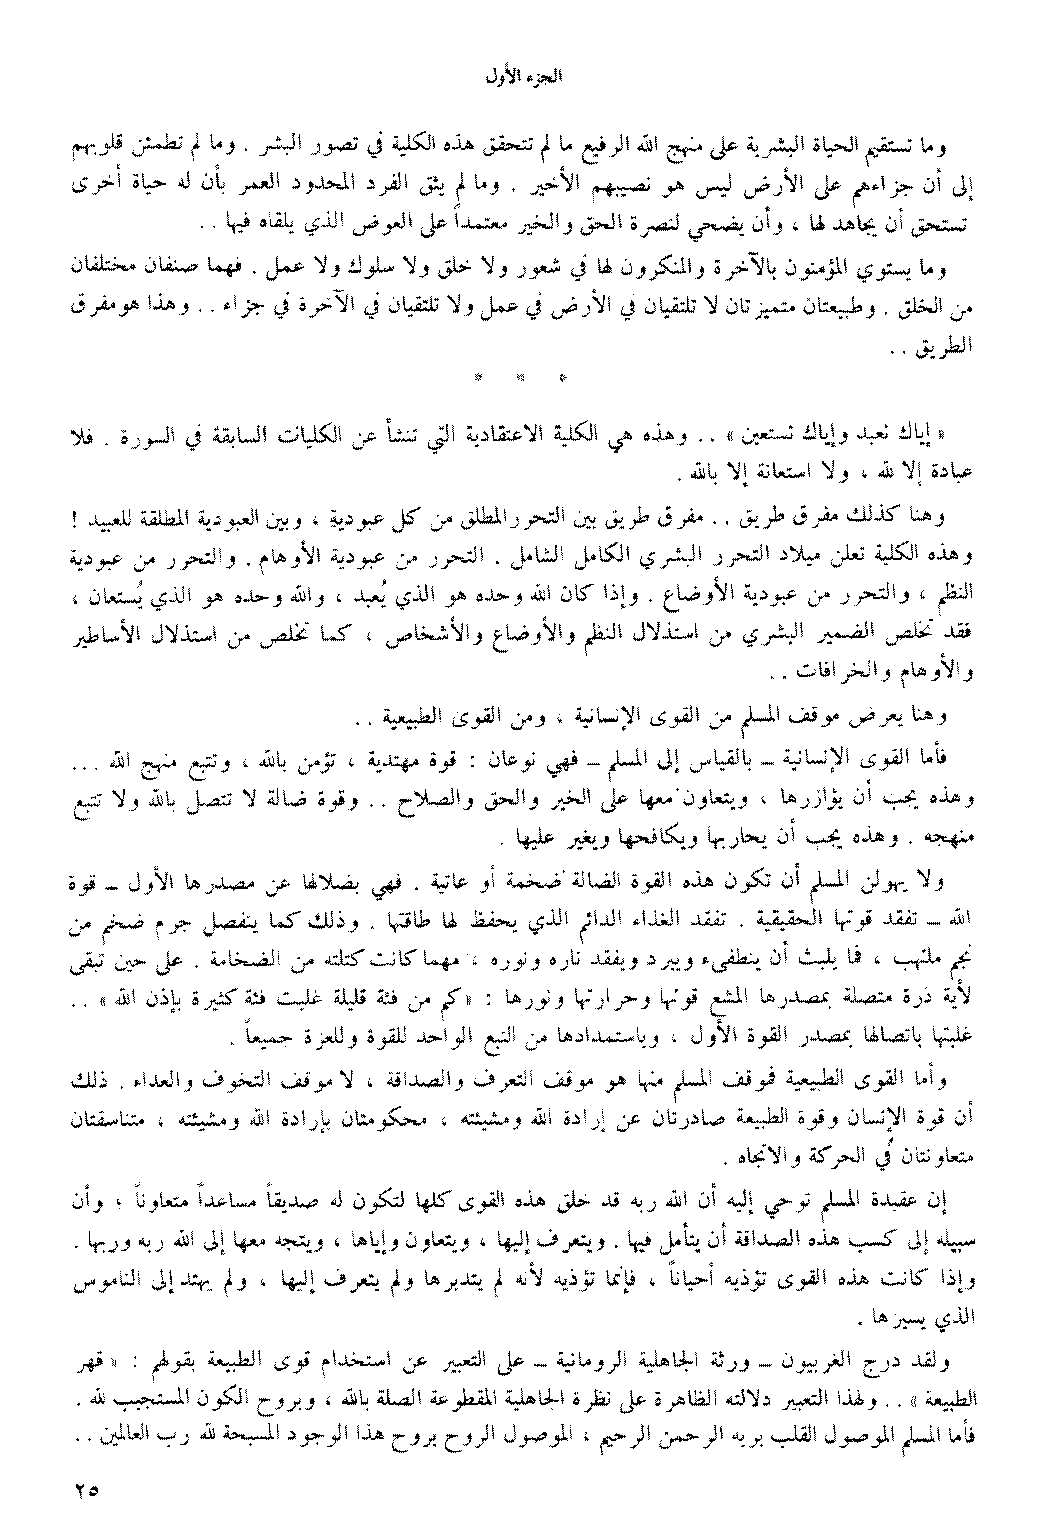 الجزء الأول
وما تستقيم الحياة البشرية على منهج الله الرفيع ما لم تتحقق هذه الكلية في تصور البشر . وما لم تطمئن قلوبهم
إلى أن جزاءهم على الأرض ليس هو نصيبهم الأخير . وما لم يثق الفرد المحدود العمر بأن له حياة أخرى
تستحق أن يجاهد لها ، وأن يضحي لنصرة الحق والخير معتمداً على العوض الذي يلقاه فيها . .
وما يستوي المؤمنون بالآخرة والمنكرون لها في شعور ولا خلق ولا سلوك ولا عمل . فهما صنفان مختلفان
من الخلق . وطبيعتان متميزتان لا تلتقيان في الأرض في عمل ولا تلتقيان في الآخرة في جزاء . . وهذا هو مفرق
الطريق . .
* * *
« إياك نعبد وإياك نستعين » . . وهذه هي الكلية الاعتقادية التي تنشأ عن الكليات السابقة في السورة . فلا
عبادة إلا لله ، ولا استعانة إلا بالله .
وهنا كذلك مفرق طريق . . مفرق طريق بين التحرر المطلق من كل عبودية ، وبين العبودية المطلقة للعبيد !
وهذه الكلية تعلن ميلاد التحرر البشري الكامل الشامل . التحرر من عبودية الأوهام . والتحرر من عبودية
النظم ، والتحرر من عبودية الأوضاع . وإذا كان الله وحده هو الذي يُعبد ، والله وحده هو الذي يُستعان ،
فقد تخلص الضمير البشري من استذلال النظم والأوضاع والأشخاص ، كما تخلص من استذلال الأساطير
والأوهام والخرافات . .
وهنا يعرض موقف المسلم من القوى الإنسانية ، ومن القوى الطبيعية . .
فأما القوى الإنسانية – بالقياس إلى المسلم – فهي نوعان : قوة مهتدية ، تؤمن بالله ، وتتبع منهج الله ...
وهذه يجب أن يؤازرها ، ويتعاون معها على الخير والحق والصلاح . . وقوة ضالة لا تتصل بالله ولا تتبع
منهجه . وهذه يجب أن يحاربها ويكافحها ويغير عليها .
ولا يهولن المسلم أن تكون هذه القوة الضالة ضخمة أو عاتية . فهي بضلالها عن مصدرها الأول – قوة
الله – تفقد قوتها الحقيقية . تفقد الغذاء الدائم الذي يحفظ لها طاقتها . وذلك كما ينفصل جرم ضخم من
نجم ملتهب ، فما يلبث أن ينطفىء ويبرد ويفقد ناره ونوره ، مهما كانت كتلته من الضخامة . على حين تبقى
لأية ذرة متصلة بمصدرها المشع قوتها وحرارتها ونورها : « كم من فئة قليلة غلبت فئة كثيرة بإذن الله » . .
غلبتها باتصالها بمصدر القوة الأول ، وباستمدادها من النبع الواحد للقوة وللعزة جميعاً .
وأما القوى الطبيعية فموقف المسلم منها هو موقف التعرف والصداقة ، لا موقف التخوف والعداء . ذلك
أن قوة الإنسان وقوة الطبيعة صادرتان عن إرادة الله ومشيئته ، محكومتان بإرادة الله ومشيئته ، متناسقتان
متعاونتان في الحركة والاتجاه .
إن عقيدة المسلم توحي إليه أن الله ربه قد خلق هذه القوى كلها لتكون له صديقاً مساعداً متعاوناً ؛ وأن
سبيله إلى كسب هذه الصداقة أن يتأمل فيها . ويتعرف إليها ، ويتعاون وإياها ، ويتجه معها إلى الله ربه وربها .
وإذا كانت هذه القوى تؤذيه أحياناً ، فإنما تؤذيه لأنه لم يتدبرها ولم يتعرف إليها ، ولم يهتد إلى الناموس
الذي يسيرها .
ولقد درج الغربيون – ورثة الجاهلية الرومانية – على التعبير عن استخدام قوى الطبيعة بقولهم : « قهر
الطبيعة » . . ولهذا التعبير دلالته الظاهرة على نظرة الجاهلية المقطوعة الصلة بالله ، وبروح الكون المستجيب لله .
فأما المسلم الموصول القلب بربه الرحمن الرحيم ، الموصول الروح بروح هذا الوجود المسبحة لله رب العالمين . .
٢٥